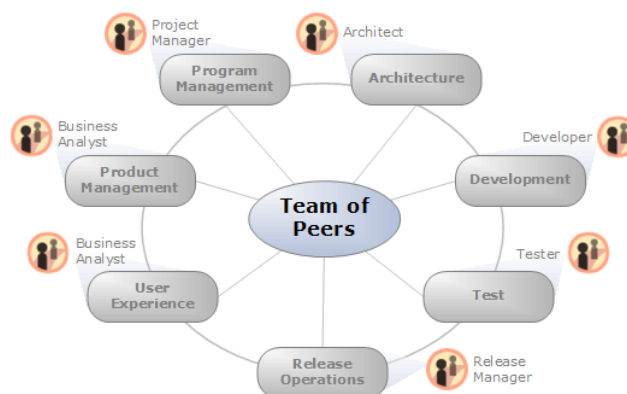 Project
Manager
Program
Management
Architect
Architecture
Business
Analyst
Product
Management
Developer
Development
Team of
Peers
Business
Analyst
User
Experience
Tester
Test
Release
Operations
Release
Manager